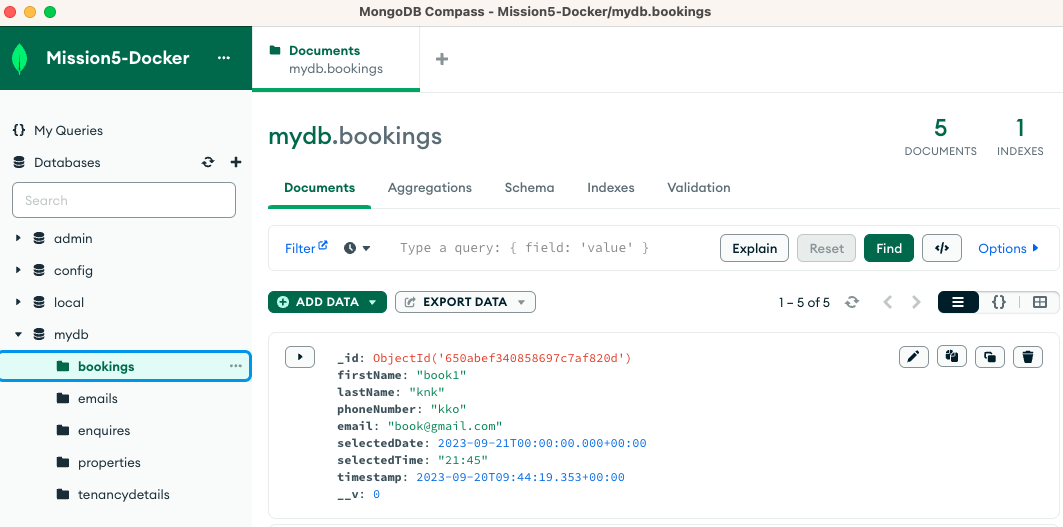 MongoDB Compass - Mission5-Docker/mydb.bookings
Mission5-Docker
Documents
mydb.bookings
{} My Queries
Databases
Search
admin
config
local
mydb
bookings
emails
enquires
properties
tenancydetails
mydb.bookings
5
DOCUMENTS
1
INDEXES
Documents Aggregations Schema Indexes Validation
Filter Type a query: { field: 'value' } Explain Reset Find </> Options
ADD DATA EXPORT DATA 1 – 5 of 5 {}
_id: ObjectId('650abef340858697c7af820d')
firstName: "book1"
lastName: "knk"
phoneNumber: "kko"
email: "book@gmail.com"
selectedDate: 2023-09-21T00:00:00.000+00:00
selectedTime: "21:45"
timestamp: 2023-09-20T09:44:19.353+00:00
__v: 0